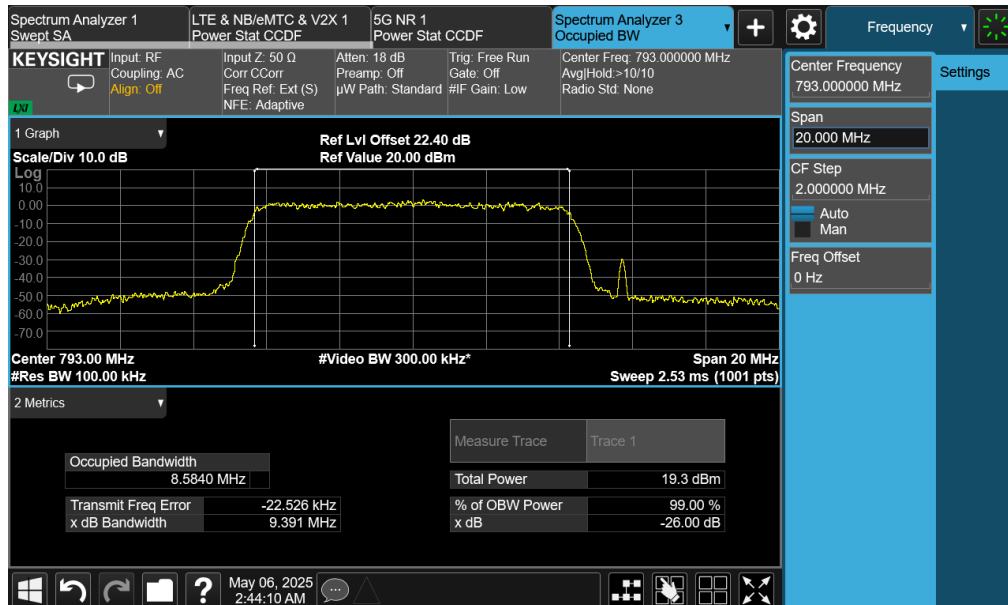 Spectrum Analyzer 1
Swept SA
LTE & NB/eMTC & V2X 1
Power Stat CCDF
5G NR 1
Power Stat CCDF
Spectrum Analyzer 3
Occupied BW
▼
+
Frequency
▼
KEYSIGHT
LXI
Input: RF
Coupling: AC
Align: Off
Input Z: 50 Ω
Corr CCorr
Freq Ref: Ext (S)
NFE: Adaptive
Atten: 18 dB
Preamp: Off
µW Path: Standard
Trig: Free Run
Gate: Off
#IF Gain: Low
Center Freq: 793.000000 MHz
Avg|Hold:>10/10
Radio Std: None
Center Frequency
793.000000 MHz
Settings
Span
20.000 MHz
CF Step
2.000000 MHz
Auto
Man
Freq Offset
0 Hz
1 Graph ▼
Scale/Div 10.0 dB
Ref Lvl Offset 22.40 dB
Ref Value 20.00 dBm
Log
10.0
0.00
-10.0
-20.0
-30.0
-40.0
-50.0
-60.0
-70.0
Center 793.00 MHz
#Res BW 100.00 kHz
#Video BW 300.00 kHz*
Span 20 MHz
Sweep 2.53 ms (1001 pts)
2 Metrics ▼
Measure Trace Trace 1
Occupied Bandwidth
8.5840 MHz
Total Power 19.3 dBm
Transmit Freq Error -22.526 kHz
% of OBW Power 99.00 %
x dB Bandwidth 9.391 MHz
x dB -26.00 dB
?
May 06, 2025
2:44:10 AM